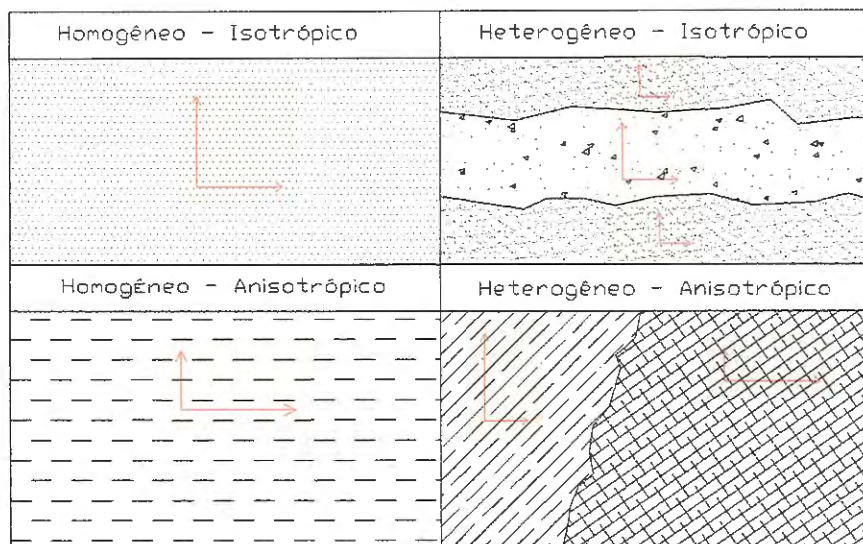 Homogêneo - Isotrópico
Heterogêneo - Isotrópico
Homogêneo - Anisotrópico
Heterogêneo - Anisotrópico